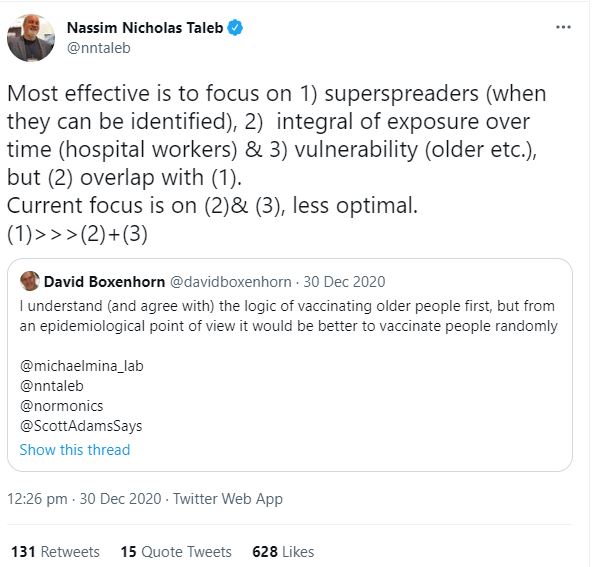 Nassim Nicholas Taleb
@nntaleb
Most effective is to focus on 1) superspreaders (when
they can be identified), 2)  integral of exposure over
time (hospital workers) & 3) vulnerability (older etc.),
but (2) overlap with (1).
Current focus is on (2)& (3), less optimal.
(1)>>>(2)+(3)
David Boxenhorn @davidboxenhorn · 30 Dec 2020
I understand (and agree with) the logic of vaccinating older people first, but from
an epidemiological point of view it would be better to vaccinate people randomly
@michaelmina_lab
@nntaleb
@normonics
@ScottAdamsSays
Show this thread
12:26 pm · 30 Dec 2020 · Twitter Web App
131 Retweets 15 Quote Tweets 628 Likes